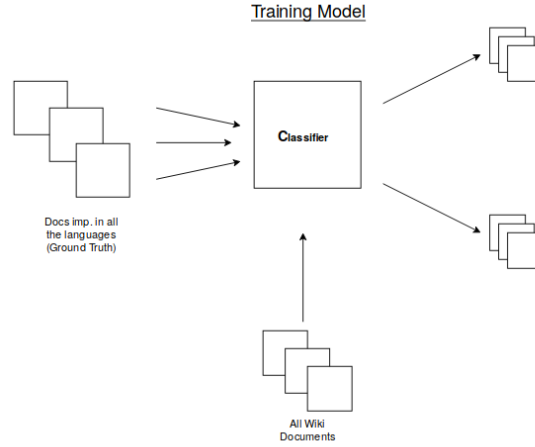 Training Model
Classifier
Docs imp. in all
the languages
(Ground Truth)
All Wiki
Documents